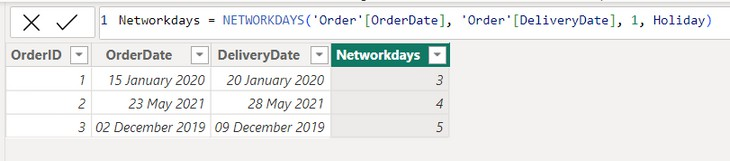 1 Networkdays = NETWORKDAYS('Order'[OrderDate], 'Order'[DeliveryDate], 1, Holiday)
OrderID OrderDate DeliveryDate Networkdays
1 15 January 2020 20 January 2020 3
2 23 May 2021 28 May 2021 4
3 02 December 2019 09 December 2019 5